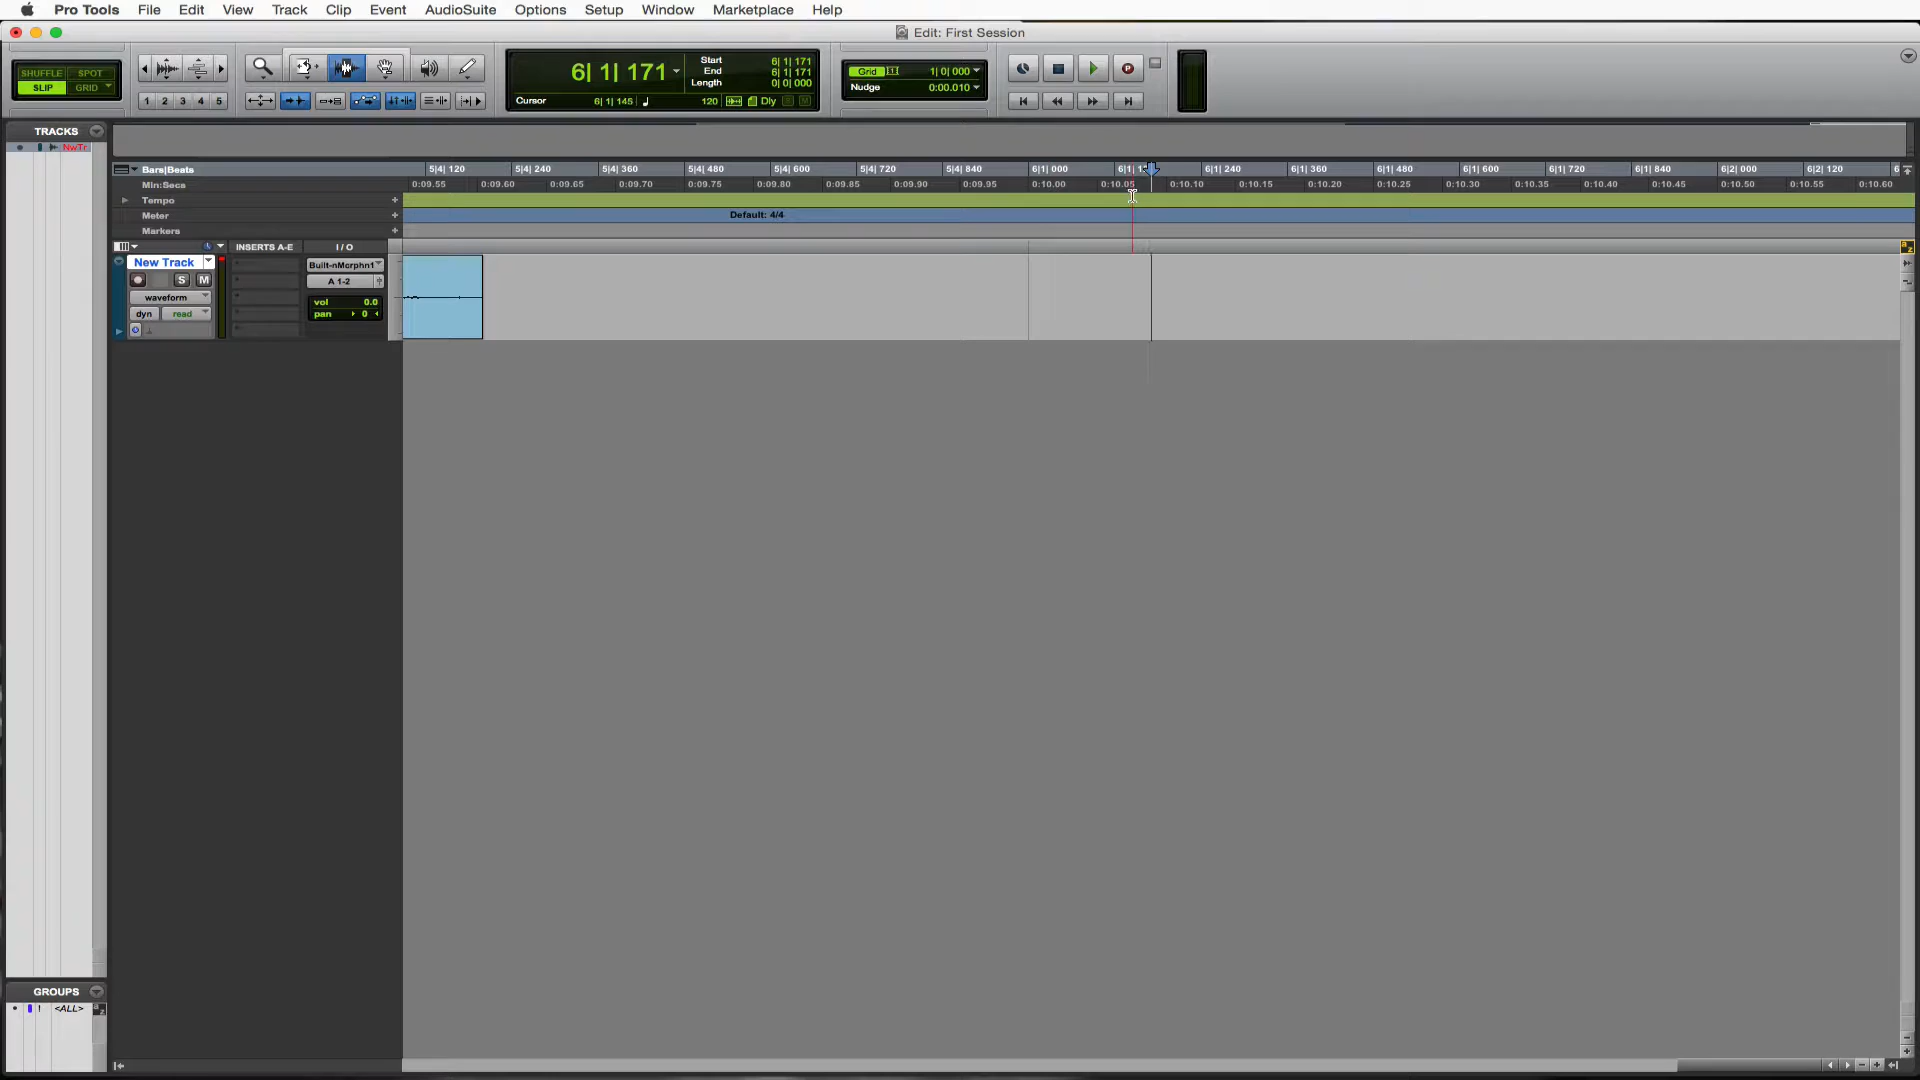 Pro Tools File Edit View Track Clip Event AudioSuite Options Setup Window Marketplace Help
Edit: First Session
SHUFFLE SPOT
SLIP GRID
1 2 3 4 5
6| 1| 171
Start 6| 1| 171
End 6| 1| 171
Length 0| 0| 000
Cursor 6| 1| 145 120 Dly
Grid 1| 0| 000
Nudge 0:00.010
TRACKS
NwTr
Bars|Beats 5|4| 120 5|4| 240 5|4| 360 5|4| 480 5|4| 600 5|4| 720 5|4| 840 6|1| 000 6|1| 6|1| 240 6|1| 360 6|1| 480 6|1| 600 6|1| 720 6|1| 840 6|2| 000 6|2| 120 6
Min:Secs 0:09.55 0:09.60 0:09.65 0:09.70 0:09.75 0:09.80 0:09.85 0:09.90 0:09.95 0:10.00 0:10.05 0:10.10 0:10.15 0:10.20 0:10.25 0:10.30 0:10.35 0:10.40 0:10.45 0:10.50 0:10.55 0:10.60
Tempo
Meter Default: 4/4
Markers
INSERTS A-E I / O
New Track
Built-nMcrphn1
S M
A 1-2
waveform
vol 0.0
dyn read
pan 0
GROUPS
! <ALL>
a z